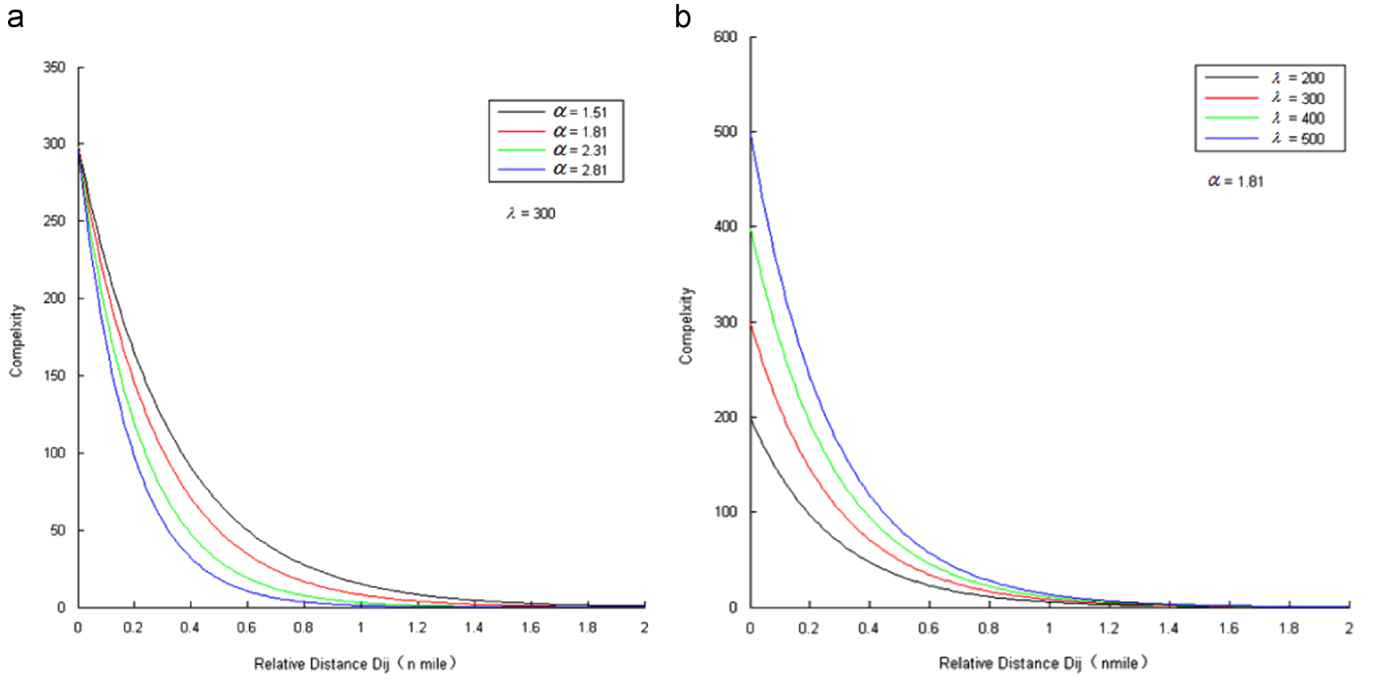 a
350
300
250
200
150
100
50
0
0 0.2 0.4 0.6 0.8 1 1.2 1.4 1.6 1.8 2
Compelxity
Relative Distance Dij（n mile）
α = 1.51
α = 1.81
α = 2.31
α = 2.81
λ = 300
b
600
500
400
300
200
100
0
0 0.2 0.4 0.6 0.8 1 1.2 1.4 1.6 1.8 2
Compelxity
Relative Distance Dij（nmile）
λ = 200
λ = 300
λ = 400
λ = 500
α = 1.81